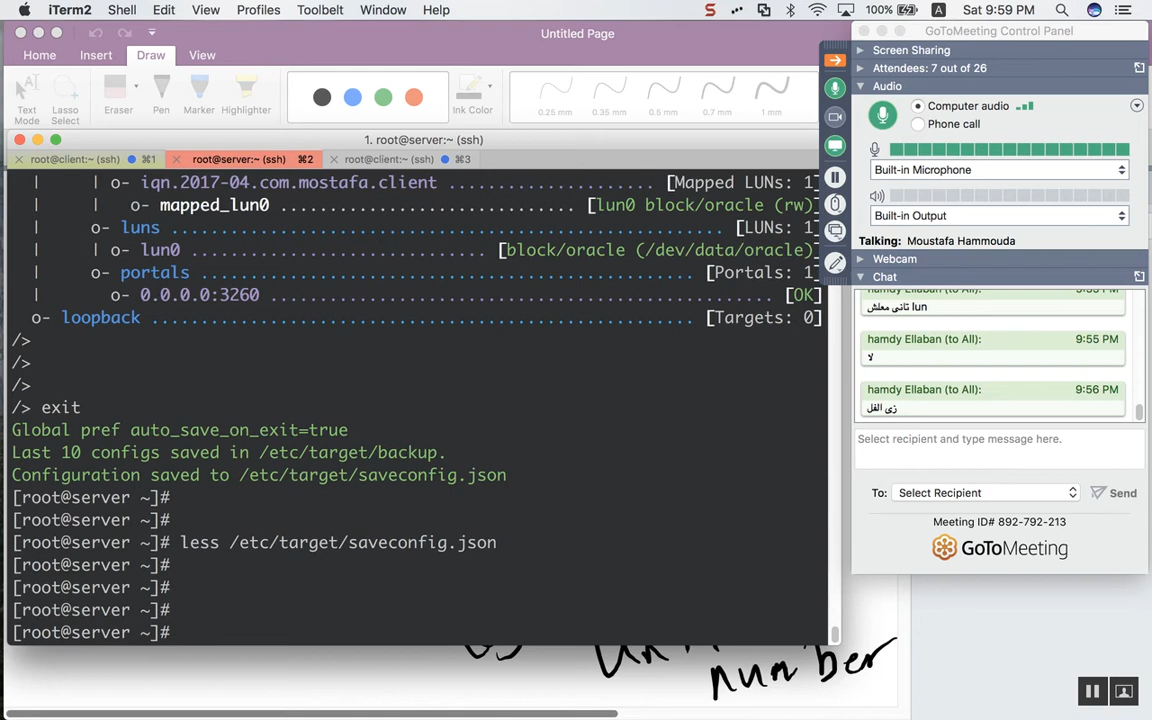 iTerm2 Shell Edit View Profiles Toolbelt Window Help
100% A Sat 9:59 PM
Untitled Page
Home Insert Draw View
Text Mode
Lasso Select
Eraser
Pen
Marker
Highlighter
Ink Color
0.25 mm
0.35 mm
0.5 mm
0.7 mm
1 mm
1. root@server:~ (ssh)
root@client:~ (ssh) ⌘1
root@server:~ (ssh) ⌘2
root@client:~ (ssh) ⌘3
| | o- iqn.2017-04.com.mostafa.client .......................... [Mapped LUNs: 1]
| | o- mapped_lun0 .................................. [lun0 block/oracle (rw)]
| o- luns ....................................................... [LUNs: 1]
| | o- lun0 ............................... [block/oracle (/dev/data/oracle)]
| o- portals ................................................. [Portals: 1]
| o- 0.0.0.0:3260 .................................................. [OK]
o- loopback ...................................................... [Targets: 0]
/>
/>
/>
/> exit
Global pref auto_save_on_exit=true
Last 10 configs saved in /etc/target/backup.
Configuration saved to /etc/target/saveconfig.json
[root@server ~]#
[root@server ~]#
[root@server ~]# less /etc/target/saveconfig.json
[root@server ~]#
[root@server ~]#
[root@server ~]#
[root@server ~]#
number
GoToMeeting Control Panel
Screen Sharing
Attendees: 7 out of 26
Audio
Computer audio
Phone call
Built-in Microphone
Built-in Output
Talking: Moustafa Hammouda
Webcam
Chat
hamdy Ellaban (to All):
lun تانى معلش
hamdy Ellaban (to All): 9:55 PM
لا
hamdy Ellaban (to All): 9:56 PM
زى الفل
Select recipient and type message here.
To: Select Recipient Send
Meeting ID# 892-792-213
GoToMeeting